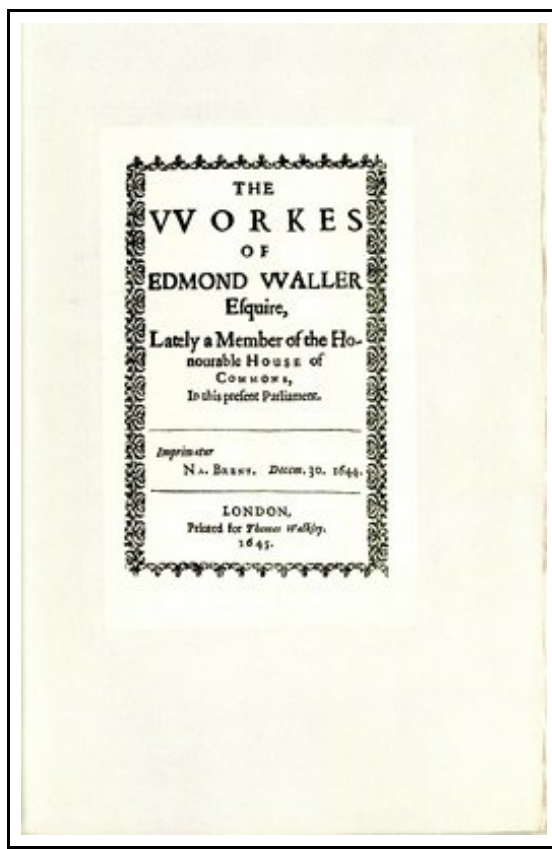 THE
VVORKES
OF
EDMOND VVALLER
Eſquire,
Lately a Member of the Ho-
nourable HOUSE of
COMMONS,
In this preſent Parliament.
Imprimatur
NA. BRENT. Decem. 30. 1644.
LONDON,
Printed for Thomas Walkley.
1645.